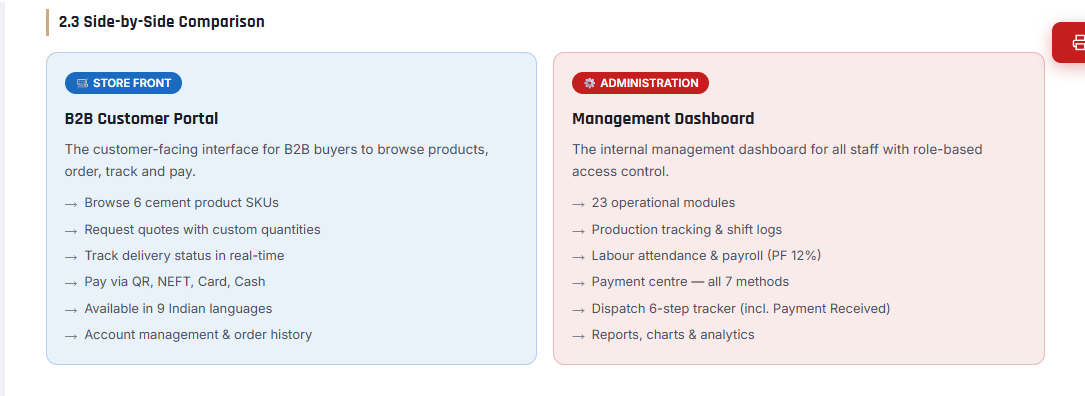 2.3 Side-by-Side Comparison
STORE FRONT
B2B Customer Portal
The customer-facing interface for B2B buyers to browse products,
order, track and pay.
→ Browse 6 cement product SKUs
→ Request quotes with custom quantities
→ Track delivery status in real-time
→ Pay via QR, NEFT, Card, Cash
→ Available in 9 Indian languages
→ Account management & order history
ADMINISTRATION
Management Dashboard
The internal management dashboard for all staff with role-based
access control.
→ 23 operational modules
→ Production tracking & shift logs
→ Labour attendance & payroll (PF 12%)
→ Payment centre — all 7 methods
→ Dispatch 6-step tracker (incl. Payment Received)
→ Reports, charts & analytics